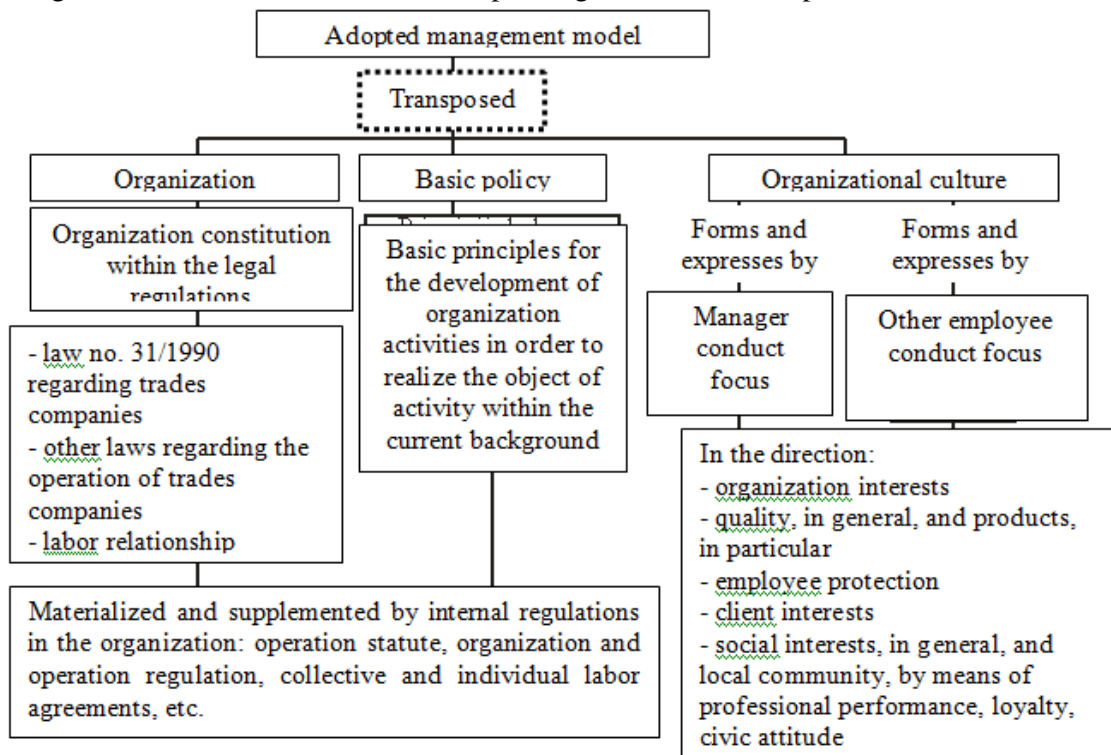 Adopted management model
Transposed
Organization
Basic policy
Organizational culture
Organization constitution
within the legal
regulations
Basic principles for
the development of
organization
activities in order to
realize the object of
activity within the
current background
Forms and
expresses by
Forms and
expresses by
Manager
conduct
focus
Other employee
conduct focus
- law no. 31/1990
regarding trades
companies
- other laws regarding the
operation of trades
companies
- labor relationship
In the direction:
- organization interests
- quality, in general, and products,
in particular
- employee protection
- client interests
- social interests, in general, and
local community, by means of
professional performance, loyalty,
civic attitude
Materialized and supplemented by internal regulations
in the organization: operation statute, organization and
operation regulation, collective and individual labor
agreements, etc.